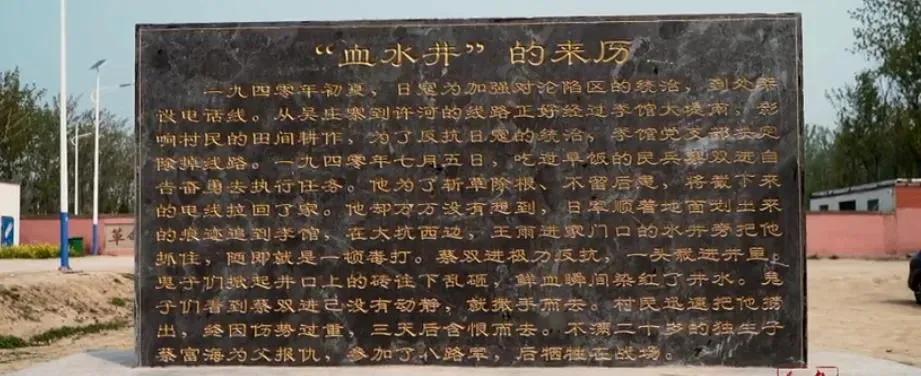 “血水井”的来历
一九四零年初夏，日寇为加强对沦陷区的统治，到处架
设电话线。从吴庄寨到许河的线路正好经过李馆大堤南，影
响村民的田间耕作，为了反抗日寇的统治，李馆党支部决定
除掉线路。一九四零年七月五日，吃过早饭的民兵蔡双进自
告奋勇去执行任务。他为了斩草除根、不留后患，将截下来
的电线拉回了家。他却万万没有想到，日军顺着地面划出来
的痕迹追到李馆，在大坑西边，王雨进家门口的水井旁把他
抓住，随即就是一顿毒打。蔡双进极力反抗，一头栽进井里。
鬼子们掀起井口上的砖往下乱砸，鲜血瞬间染红了井水。鬼
子们看到蔡双进已没有动静，就撒手而去。村民迅速把他捞
出，终因伤势过重，三天后含恨而去。不满二十岁的独生子
蔡富海为父报仇，参加了八路军，后牺牲在战场。
革